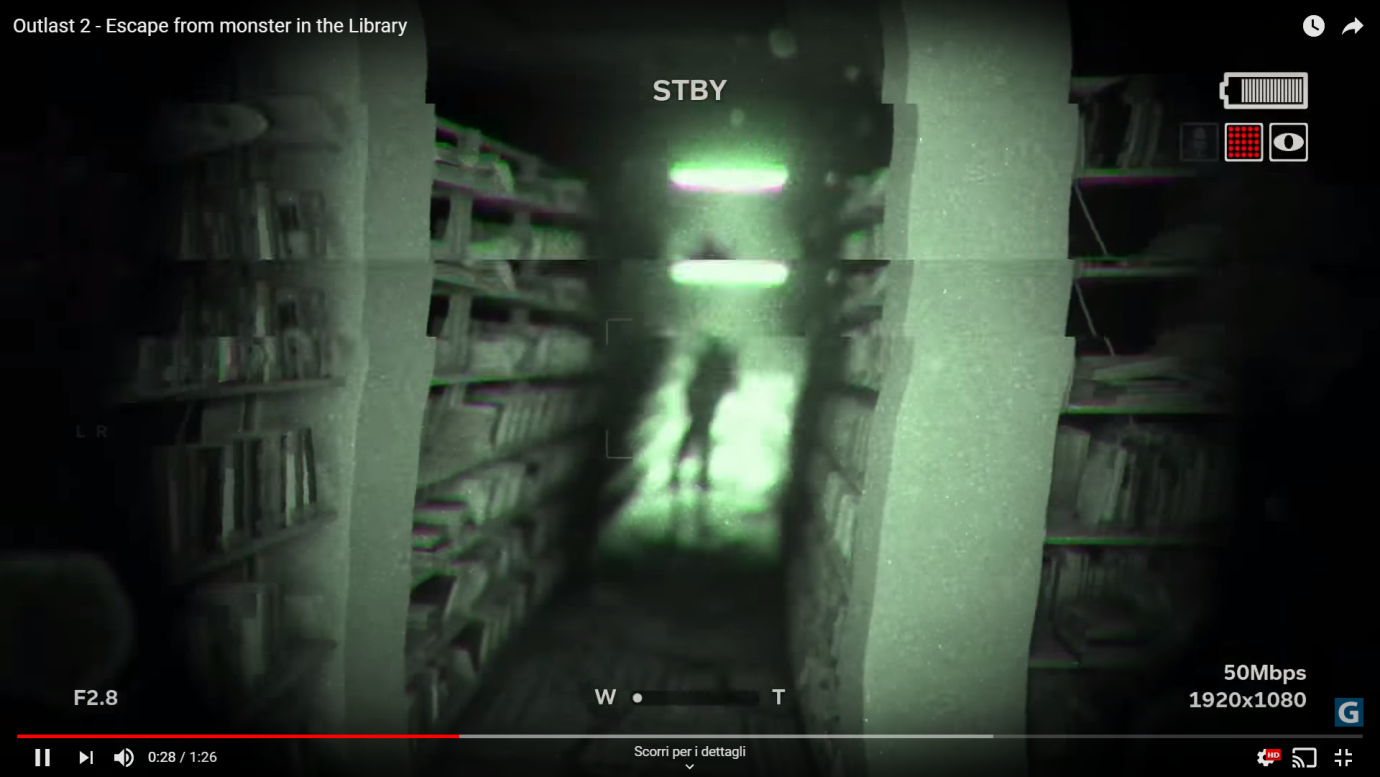 Outlast 2 - Escape from monster in the Library
STBY
L R
F2.8
W T
50Mbps
1920x1080
G
0:28 / 1:26
Scorri per i dettagli
HD